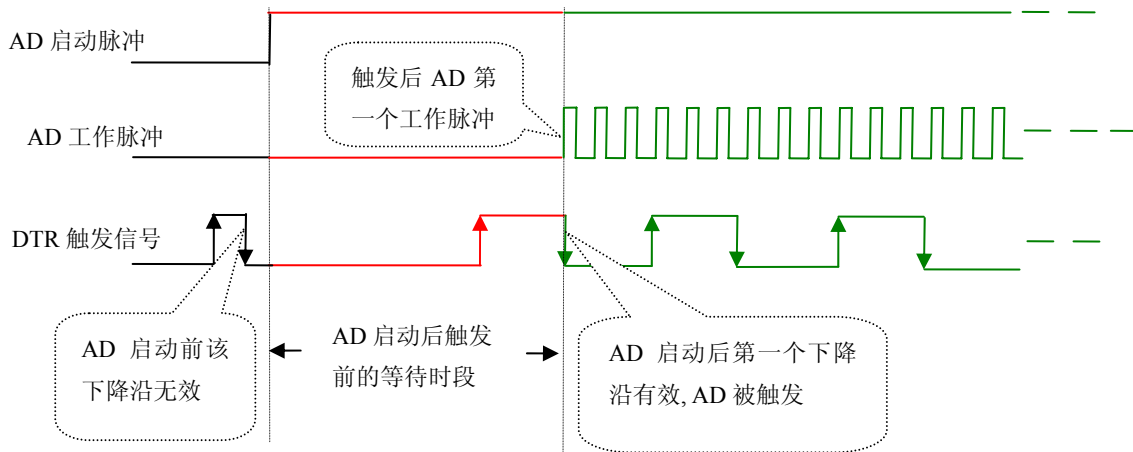 AD 启动脉冲
触发后 AD 第
一个工作脉冲
AD 工作脉冲
DTR 触发信号
AD 启动前该
下降沿无效
AD 启动后触发
前的等待时段
AD 启动后第一个下降
沿有效, AD 被触发